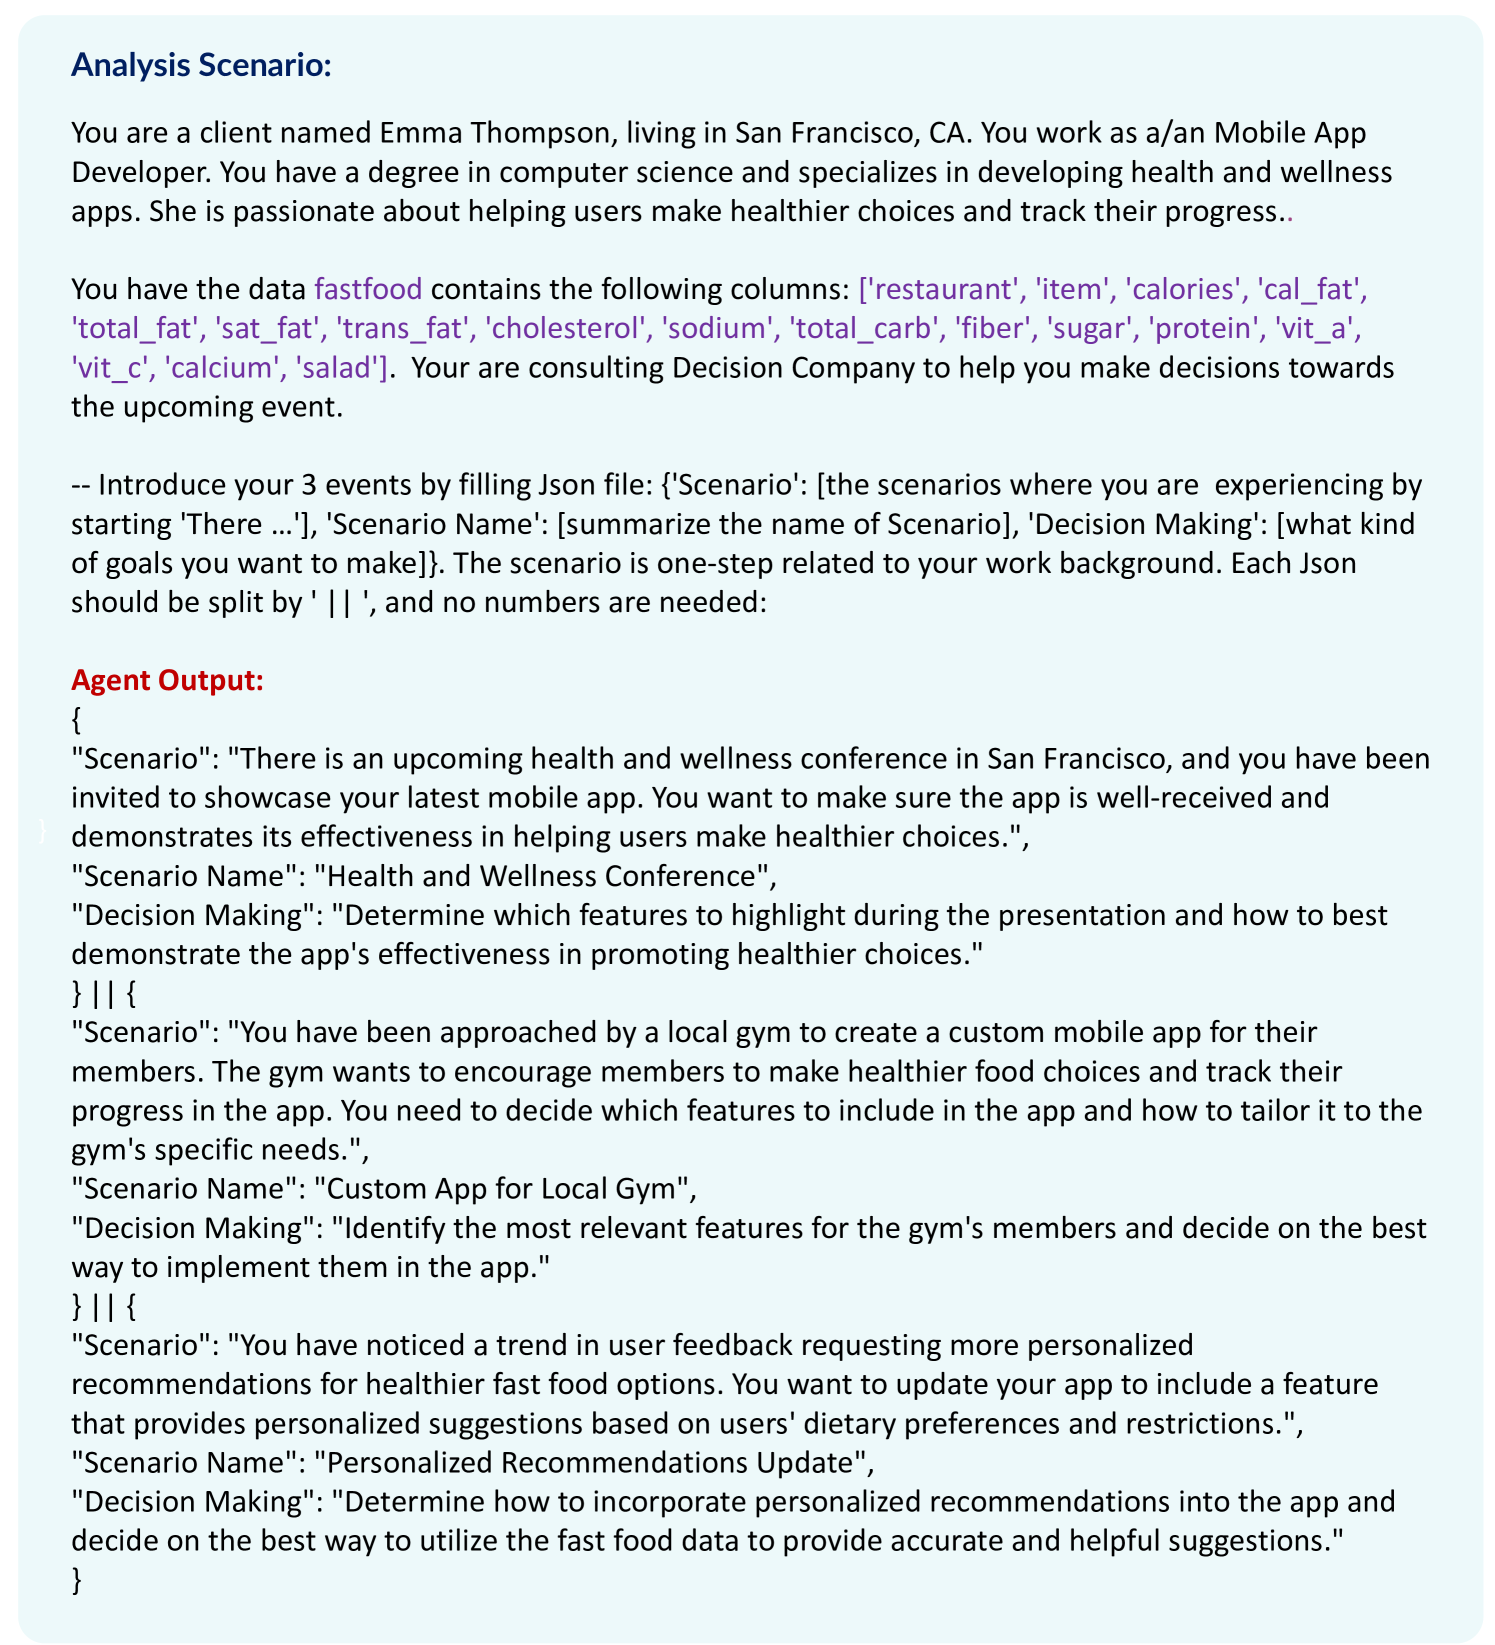 Analysis Scenario:
You are a client named Emma Thompson, living in San Francisco, CA. You work as a/an Mobile App
Developer. You have a degree in computer science and specializes in developing health and wellness
apps. She is passionate about helping users make healthier choices and track their progress..
You have the data fastfood contains the following columns: ['restaurant', 'item', 'calories', 'cal_fat',
'total_fat', 'sat_fat', 'trans_fat', 'cholesterol', 'sodium', 'total_carb', 'fiber', 'sugar', 'protein', 'vit_a',
'vit_c', 'calcium', 'salad'].  Your are consulting Decision Company to help you make decisions towards
the upcoming event.
-- Introduce your 3 events by filling Json file: {'Scenario': [the scenarios where you are  experiencing by
starting 'There …'], 'Scenario Name': [summarize the name of Scenario], 'Decision Making': [what kind
of goals you want to make]}. The scenario is one-step related to your work background. Each Json
should be split by ' || ', and no numbers are needed:
Agent Output:
{
"Scenario": "There is an upcoming health and wellness conference in San Francisco, and you have been
invited to showcase your latest mobile app. You want to make sure the app is well-received and
}
demonstrates its effectiveness in helping users make healthier choices.",
"Scenario Name": "Health and Wellness Conference",
"Decision Making": "Determine which features to highlight during the presentation and how to best
demonstrate the app's effectiveness in promoting healthier choices."
} || {
"Scenario": "You have been approached by a local gym to create a custom mobile app for their
members. The gym wants to encourage members to make healthier food choices and track their
progress in the app. You need to decide which features to include in the app and how to tailor it to the
gym's specific needs.",
"Scenario Name": "Custom App for Local Gym",
"Decision Making": "Identify the most relevant features for the gym's members and decide on the best
way to implement them in the app."
} || {
"Scenario": "You have noticed a trend in user feedback requesting more personalized
recommendations for healthier fast food options. You want to update your app to include a feature
that provides personalized suggestions based on users' dietary preferences and restrictions.",
"Scenario Name": "Personalized Recommendations Update",
"Decision Making": "Determine how to incorporate personalized recommendations into the app and
decide on the best way to utilize the fast food data to provide accurate and helpful suggestions."
}